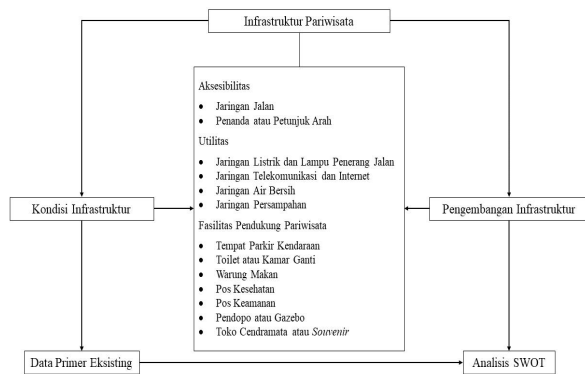 Infrastruktur Pariwisata
Aksesibilitas
• Jaringan Jalan
• Penanda atau Petunjuk Arah
Utilitas
• Jaringan Listrik dan Lampu Penerang Jalan
• Jaringan Telekomunikasi dan Internet
• Jaringan Air Bersih
• Jaringan Persampahan
Fasilitas Pendukung Pariwisata
• Tempat Parkir Kendaraan
• Toilet atau Kamar Ganti
• Warung Makan
• Pos Kesehatan
• Pos Keamanan
• Pendopo atau Gazebo
• Toko Cendramata atau Souvenir
Kondisi Infrastruktur
Pengembangan Infrastruktur
Data Primer Eksisting
Analisis SWOT